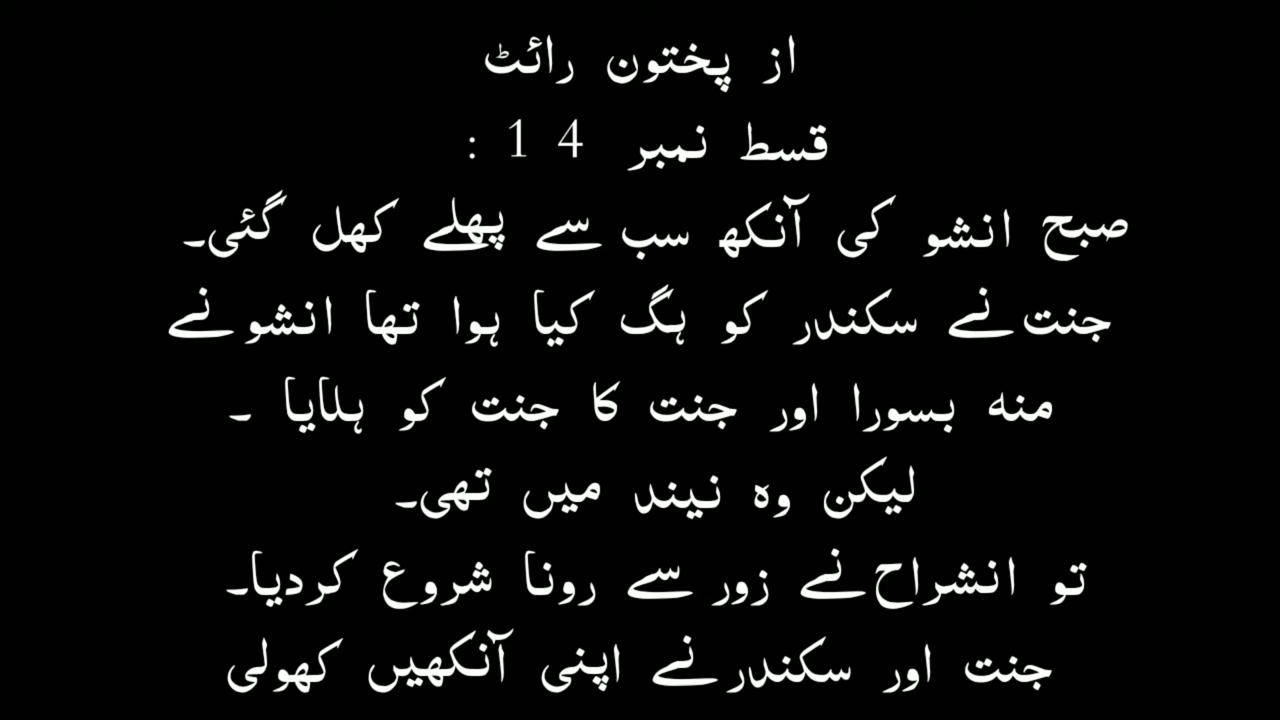 از پختون رائٹ
قسط نمبر 14 :
صبح انشو کی آنکھ سب سے پھلے کھل گئی۔
جنت نے سکندر کو ہگ کیا ہوا تھا انشو نے
منہ بسورا اور جنت کا جنت کو ہلایا ۔
لیکن وہ نیند میں تھی۔
تو انشراح نے زور سے رونا شروع کردیا۔
جنت اور سکندر نے اپنی آنکھیں کھولی